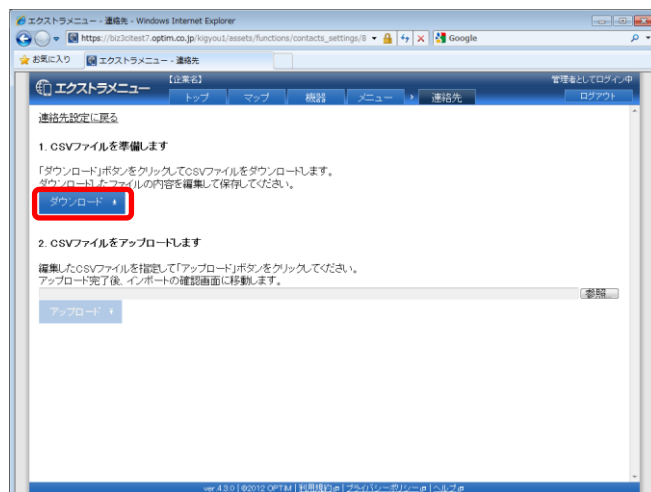 エクストラメニュー - 連絡先 - Windows Internet Explorer
https://biz3citest7.optim.co.jp/kigyou1/assets/functions/contacts_settings/8
Google
お気に入り
エクストラメニュー - 連絡先
エクストラメニュー
【企業名】
管理者としてログイン中
トップ
マップ
機器
メニュー
連絡先
ログアウト
連絡先設定に戻る
1. CSVファイルを準備します
「ダウンロード」ボタンをクリックしてCSVファイルをダウンロードします。
ダウンロードしたファイルの内容を編集して保存してください。
ダウンロード
2. CSVファイルをアップロードします
編集したCSVファイルを指定して「アップロード」ボタンをクリックしてください。
アップロード完了後、インポートの確認画面に移動します。
参照...
アップロード
ver.4.3.0 | ©2012 OPTiM | 利用規約 | プライバシーポリシー | ヘルプ